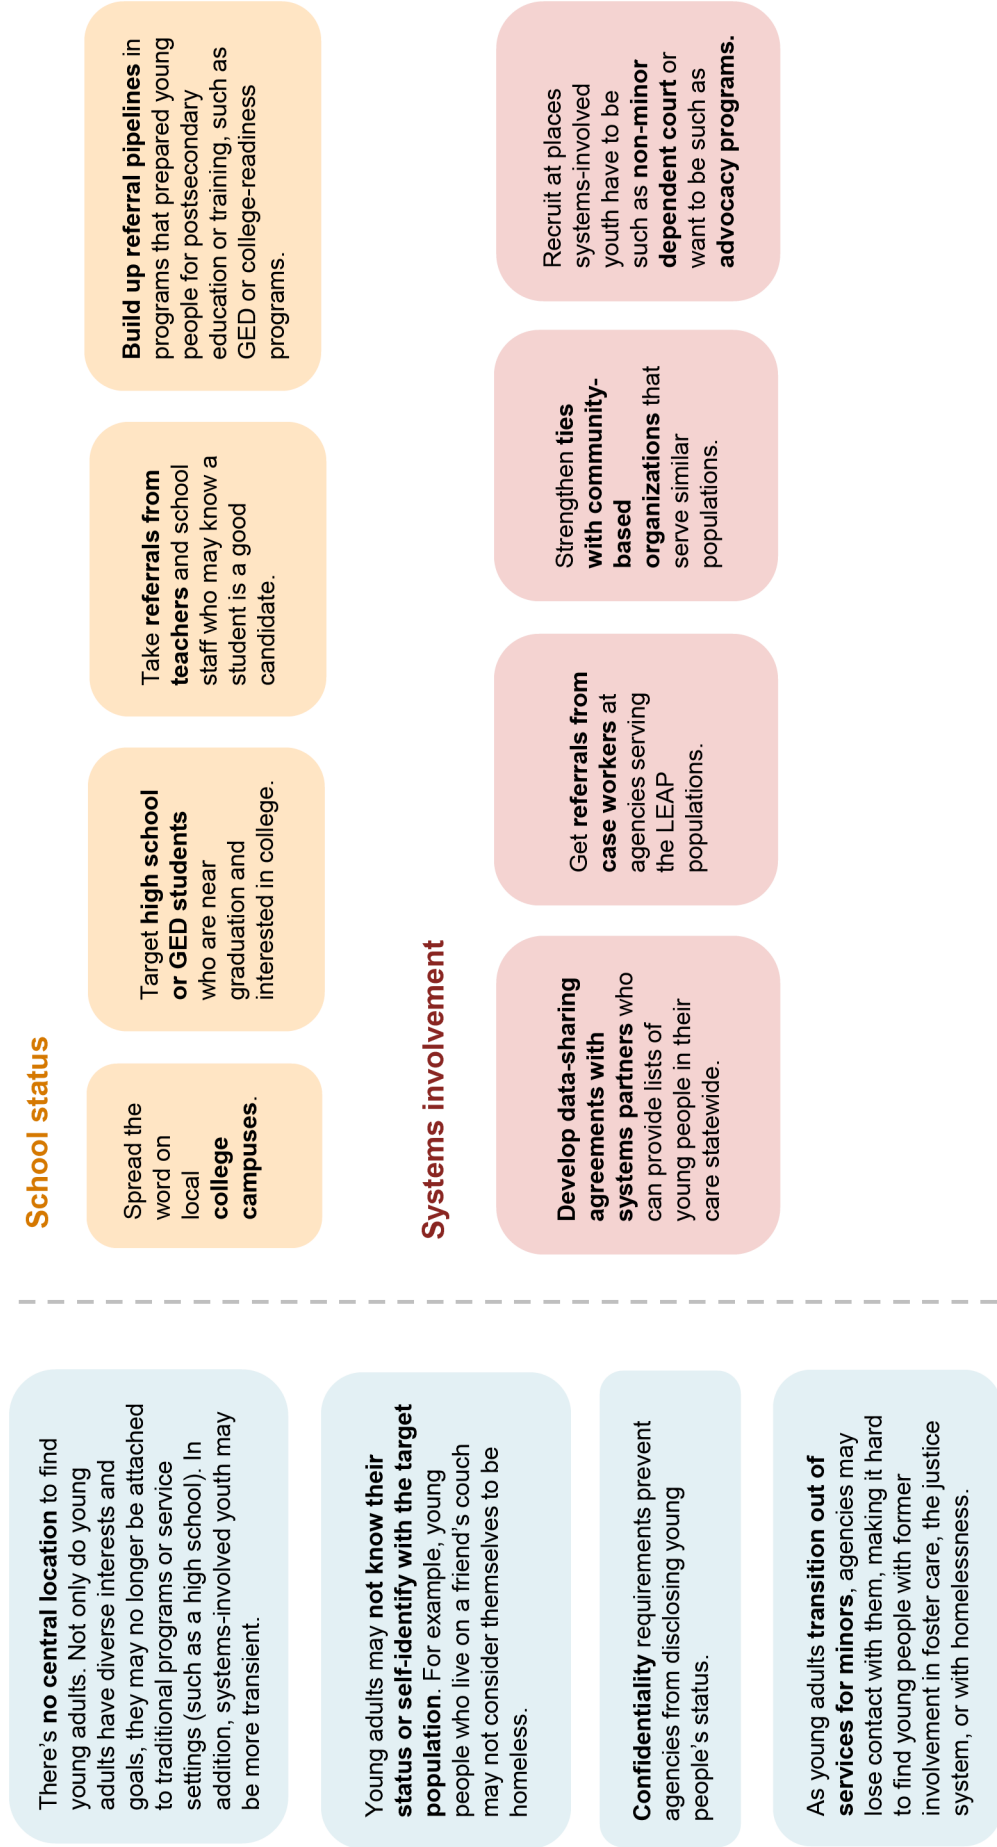 There's no central location to find
young adults. Not only do young
adults have diverse interests and
goals, they may no longer be attached
to traditional programs or service
settings (such as a high school). In
addition, systems-involved youth may
be more transient.
Young adults may not know their
status or self-identify with the target
population. For example, young
people who live on a friend's couch
may not consider themselves to be
homeless.
Confidentiality requirements prevent
agencies from disclosing young
people's status.
As young adults transition out of
services for minors, agencies may
lose contact with them, making it hard
to find young people with former
involvement in foster care, the justice
system, or with homelessness.
School status
Spread the
word on
local
college
campuses.
Target high school
or GED students
who are near
graduation and
interested in college.
Take referrals from
teachers and school
staff who may know a
student is a good
candidate.
Build up referral pipelines in
programs that prepared young
people for postsecondary
education or training, such as
GED or college-readiness
programs.
Systems involvement
Develop data-sharing
agreements with
systems partners who
can provide lists of
young people in their
care statewide.
Get referrals from
case workers at
agencies serving
the LEAP
populations.
Strengthen ties
with community-
based
organizations that
serve similar
populations.
Recruit at places
systems-involved
youth have to be
such as non-minor
dependent court or
want to be such as
advocacy programs.